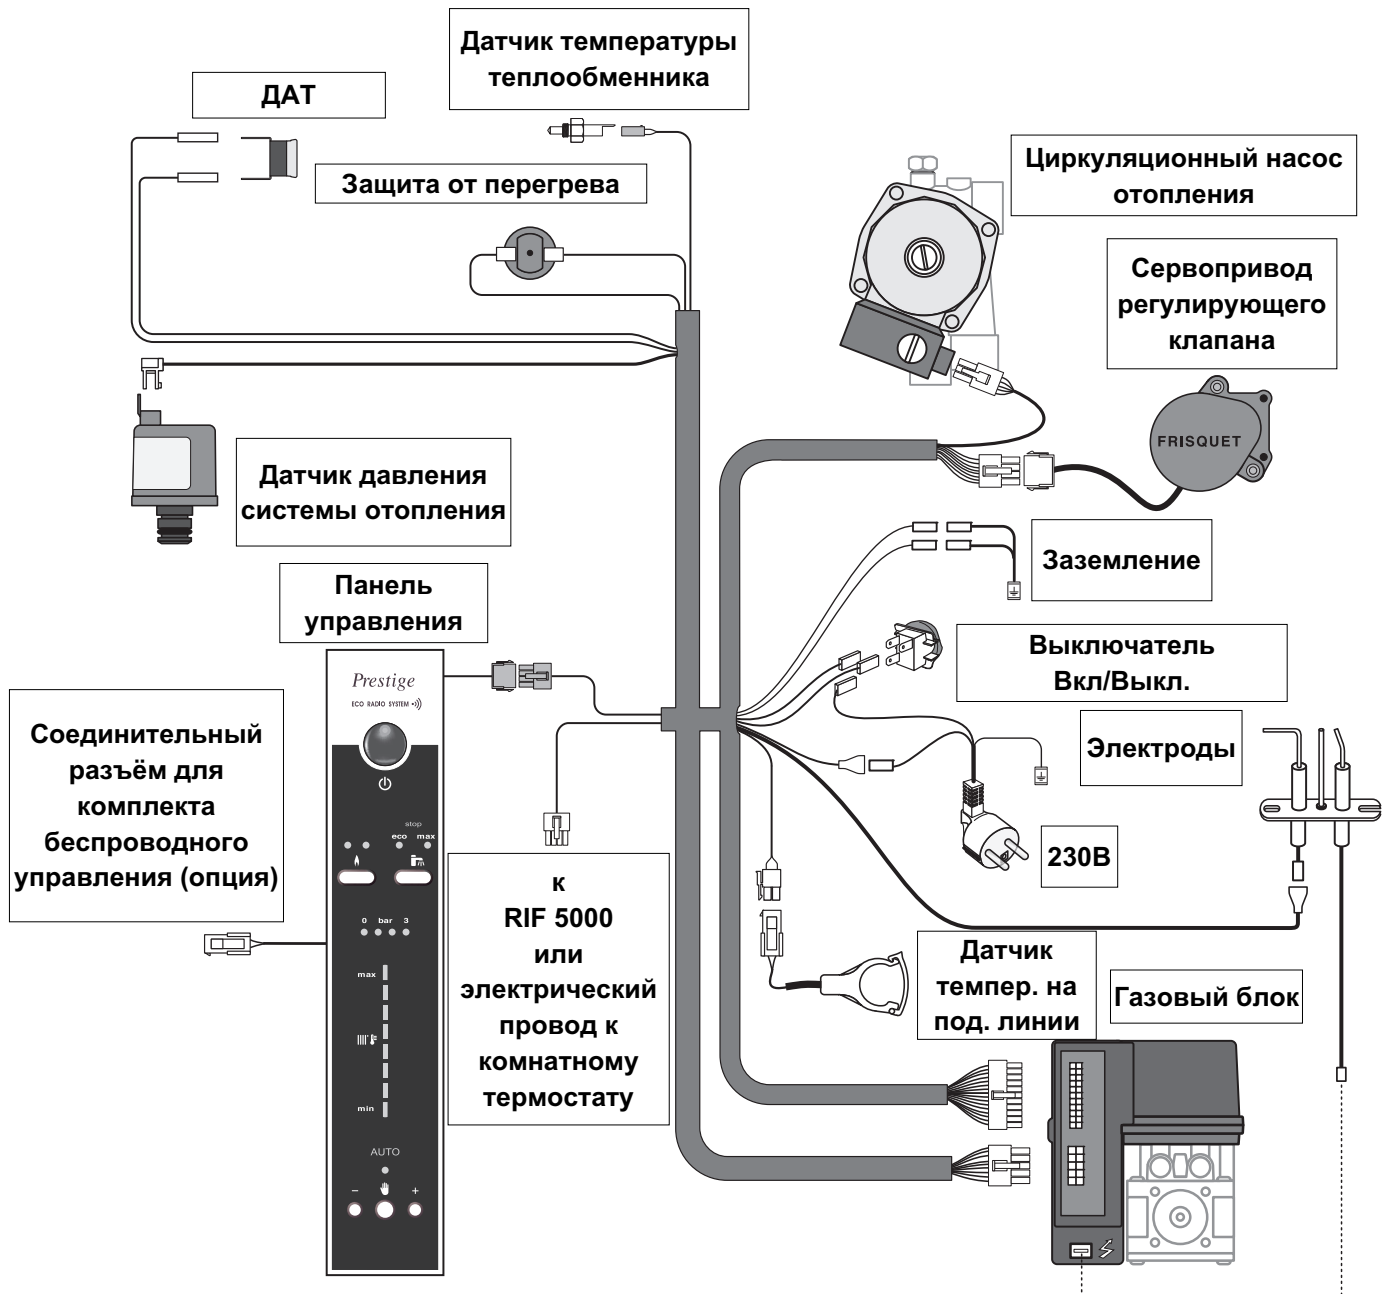 Датчик температуры
теплообменника
ДАТ
Защита от перегрева
Циркуляционный насос
отопления
Сервопривод
регулирующего
клапана
FRISQUET
Датчик давления
системы отопления
Заземление
Панель
управления
Выключатель
Вкл/Выкл.
Prestige
ECO RADIO SYSTEM
Соединительный
разъём для
комплекта
беспроводного
управления (опция)
Электроды
stop
eco max
230В
к
RIF 5000
или
электрический
провод к
комнатному
термостату
0 bar 3
Датчик
темпер. на
под. линии
Газовый блок
max
min
AUTO
- +